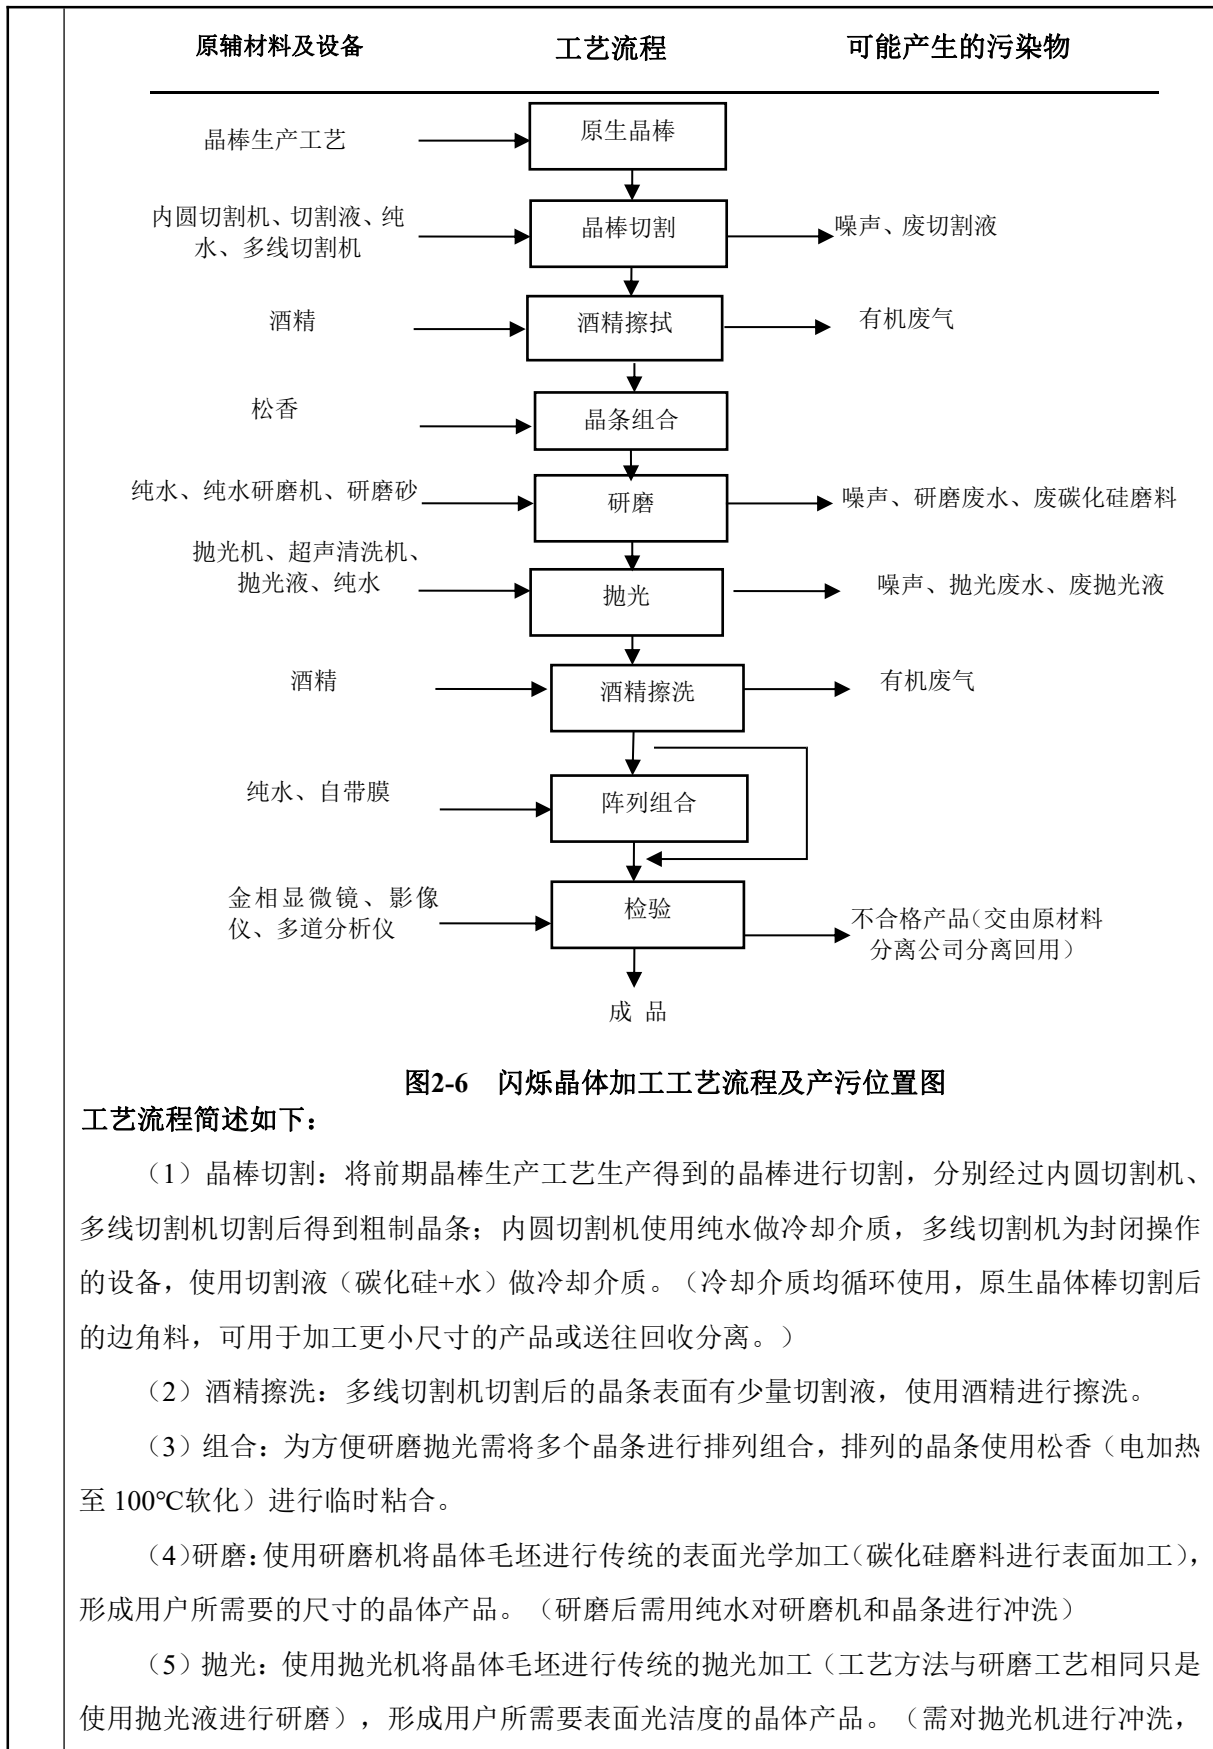 原辅材料及设备 工艺流程 可能产生的污染物
晶棒生产工艺 原生晶棒
内圆切割机、切割液、纯
水、多线切割机
晶棒切割
噪声、废切割液
酒精 酒精擦拭 有机废气
松香 晶条组合
纯水、纯水研磨机、研磨砂 研磨 噪声、研磨废水、废碳化硅磨料
抛光机、超声清洗机、
抛光液、纯水
抛光 噪声、抛光废水、废抛光液
酒精 酒精擦洗 有机废气
纯水、自带膜 阵列组合
金相显微镜、影像
仪、多道分析仪
检验
不合格产品（交由原材料
分离公司分离回用）
成 品
图2-6 闪烁晶体加工工艺流程及产污位置图
工艺流程简述如下：
（1）晶棒切割：将前期晶棒生产工艺生产得到的晶棒进行切割，分别经过内圆切割机、
多线切割机切割后得到粗制晶条；内圆切割机使用纯水做冷却介质，多线切割机为封闭操作
的设备，使用切割液（碳化硅+水）做冷却介质。（冷却介质均循环使用，原生晶体棒切割后
的边角料，可用于加工更小尺寸的产品或送往回收分离。）
（2）酒精擦洗：多线切割机切割后的晶条表面有少量切割液，使用酒精进行擦洗。
（3）组合：为方便研磨抛光需将多个晶条进行排列组合，排列的晶条使用松香（电加热
至 100℃软化）进行临时粘合。
（4）研磨：使用研磨机将晶体毛坯进行传统的表面光学加工（碳化硅磨料进行表面加工），
形成用户所需要的尺寸的晶体产品。（研磨后需用纯水对研磨机和晶条进行冲洗）
（5）抛光：使用抛光机将晶体毛坯进行传统的抛光加工（工艺方法与研磨工艺相同只是
使用抛光液进行研磨），形成用户所需要表面光洁度的晶体产品。（需对抛光机进行冲洗，